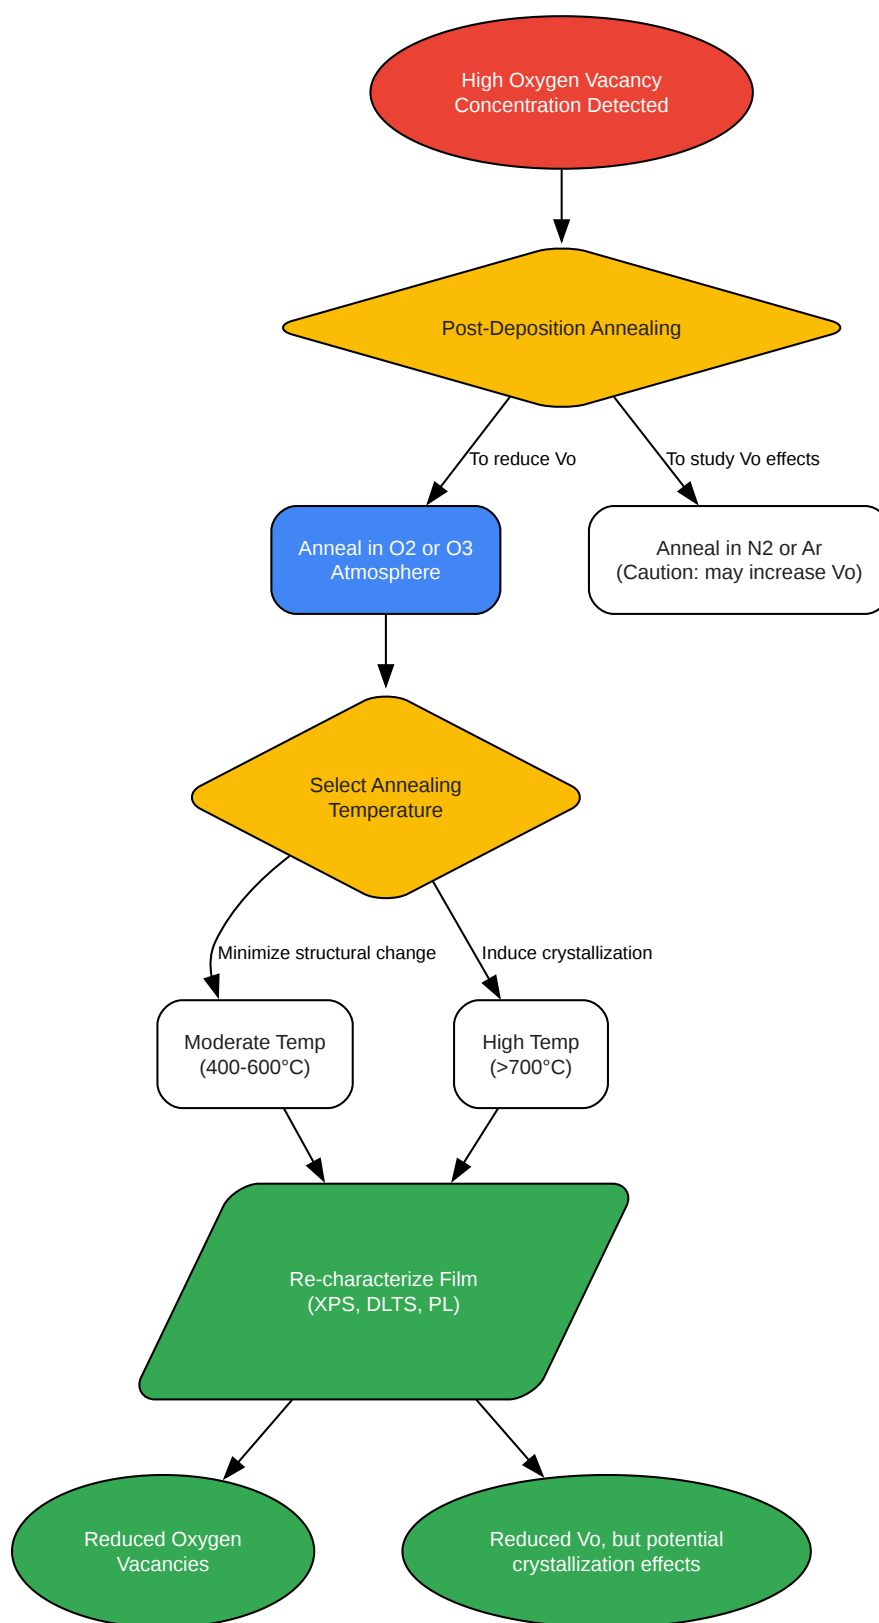 High Oxygen Vacancy
Concentration Detected
Post-Deposition Annealing
To reduce Vo
To study Vo effects
Anneal in O2 or O3
Atmosphere
Anneal in N2 or Ar
(Caution: may increase Vo)
Select Annealing
Temperature
Minimize structural change
Induce crystallization
Moderate Temp
(400-600°C)
High Temp
(>700°C)
Re-characterize Film
(XPS, DLTS, PL)
Reduced Oxygen
Vacancies
Reduced Vo, but potential
crystallization effects